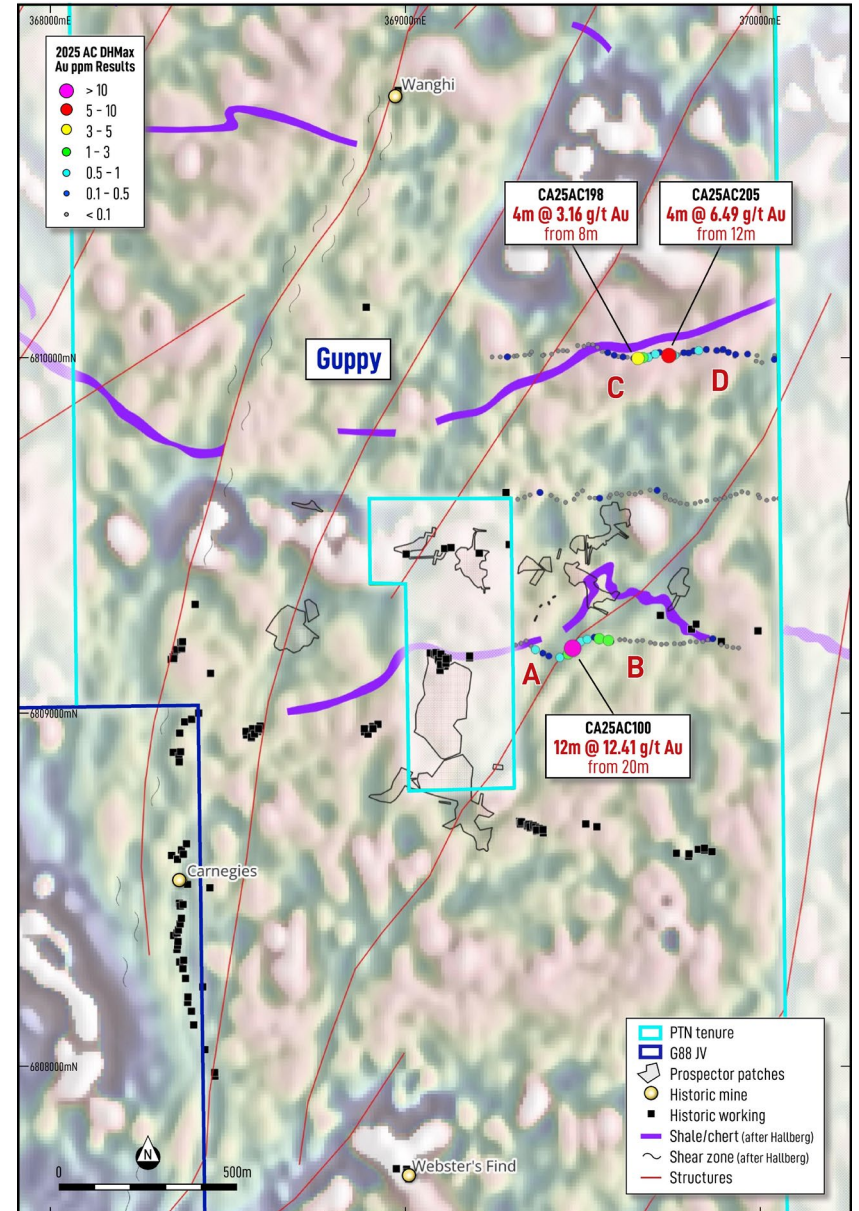 368000mE
369000mE
370000mE
2025 AC DHMax
Au ppm Results
> 10
5 - 10
3 - 5
1 - 3
0.5 - 1
0.1 - 0.5
< 0.1
Wanghi
CA25AC198
4m @ 3.16 g/t Au
from 8m
CA25AC205
4m @ 6.49 g/t Au
from 12m
Guppy
6810000mN
C
D
A
B
6809000mN
CA25AC100
12m @ 12.41 g/t Au
from 20m
Carnegies
6808000mN
PTN tenure
G88 JV
Prospector patches
Historic mine
Historic working
Shale/chert (after Hallberg)
Shear zone (after Hallberg)
Structures
N
0
500m
Webster's Find